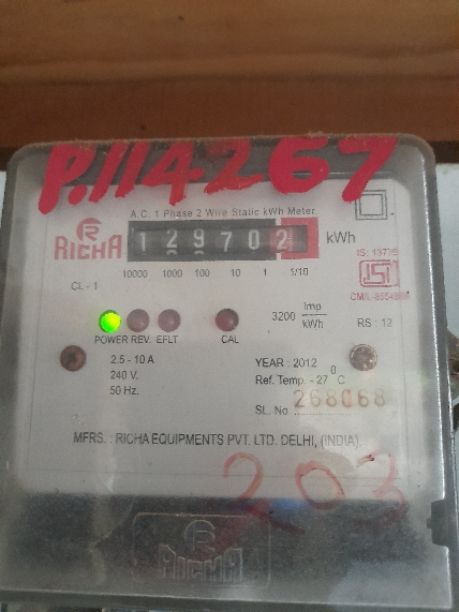 P.114267
A.C. 1 Phase 2 Wire Static kWh Meter
RICHA
129702 kWh
10000 1000 100 10 1 1/10
IS: 13779
ISI
CL - 1
3200 Imp/kWh
RS : 12
POWER REV. EFLT CAL
2.5 - 10 A
240 V.
50 Hz.
YEAR : 2012
Ref. Temp. - 27 °C
SL. No. 268068
MFRS. : RICHA EQUIPMENTS PVT. LTD. DELHI, (INDIA).
203
RICHA